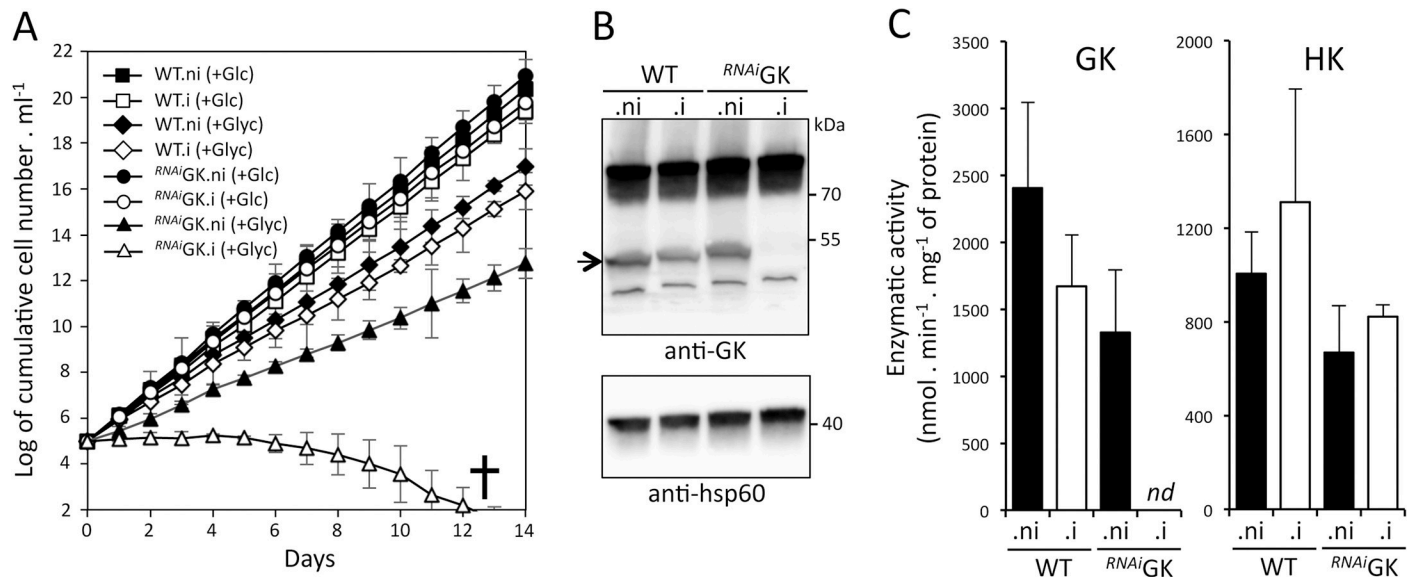 A
Log of cumulative cell number . ml-1
22
20
18
16
14
12
10
8
6
4
2
WT.ni (+Glc)
WT.i (+Glc)
WT.ni (+Glyc)
WT.i (+Glyc)
RNAiGK.ni (+Glc)
RNAiGK.i (+Glc)
RNAiGK.ni (+Glyc)
RNAiGK.i (+Glyc)
0 2 4 6 8 10 12 14
Days
B
WT RNAiGK
.ni .i .ni .i
kDa
70
55
anti-GK
40
anti-hsp60
C
Enzymatic activity
(nmol . min-1 . mg-1 of protein)
GK
3500
3000
2500
2000
1500
1000
500
0
nd
.ni .i .ni .i
WT RNAiGK
HK
2000
1600
1200
800
400
0
.ni .i .ni .i
WT RNAiGK